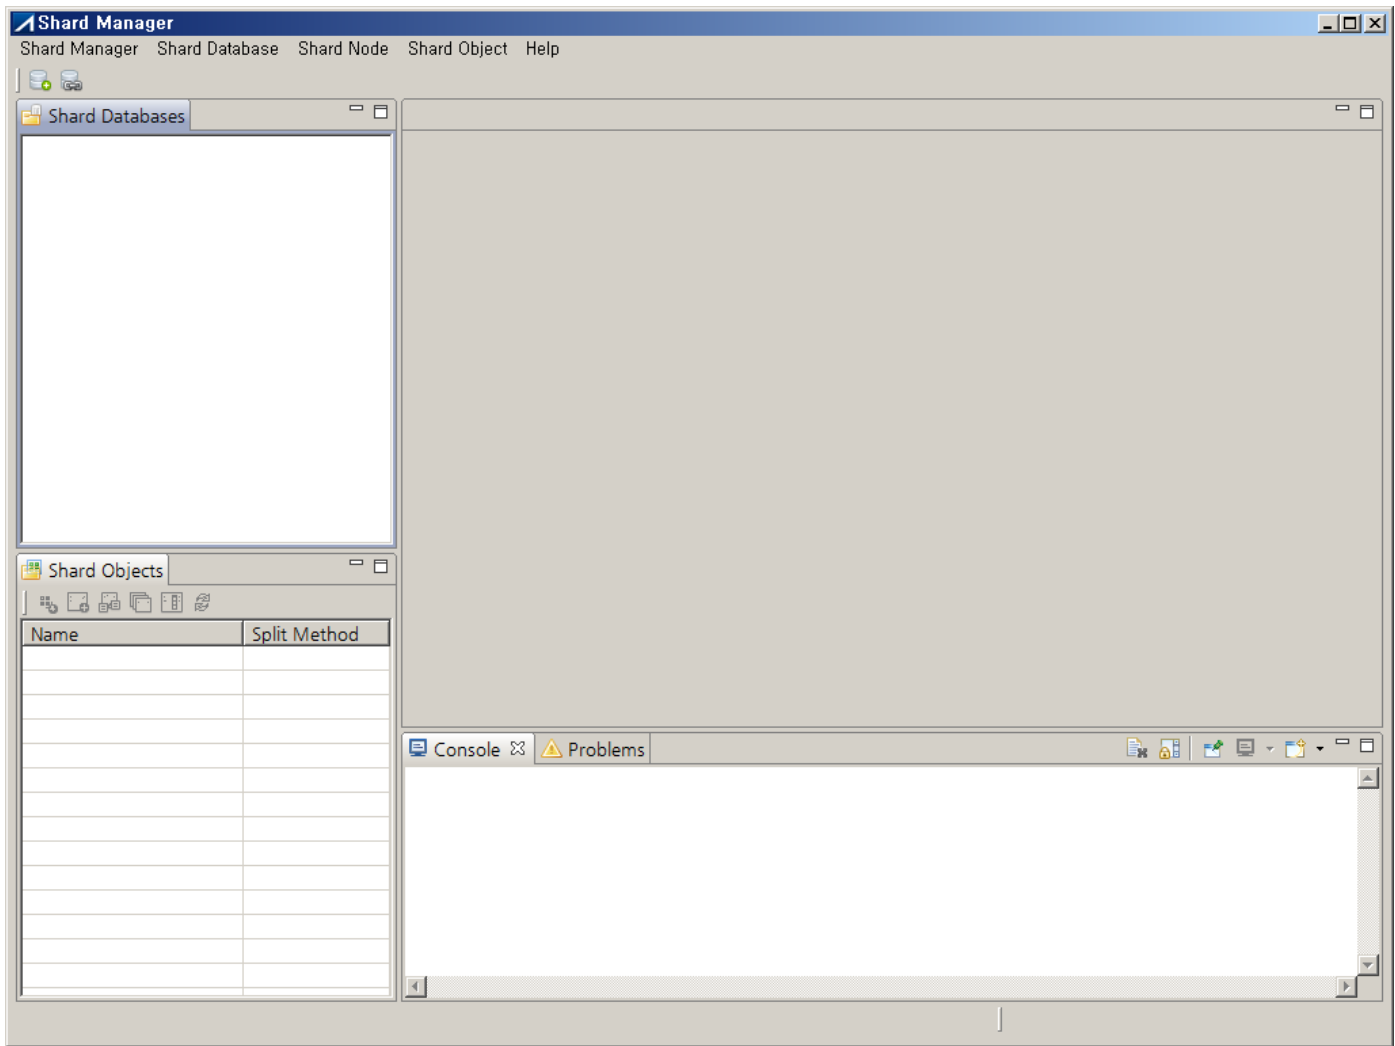 Shard Manager
Shard Manager Shard Database Shard Node Shard Object Help
Shard Databases
Shard Objects
Name Split Method
Console Problems